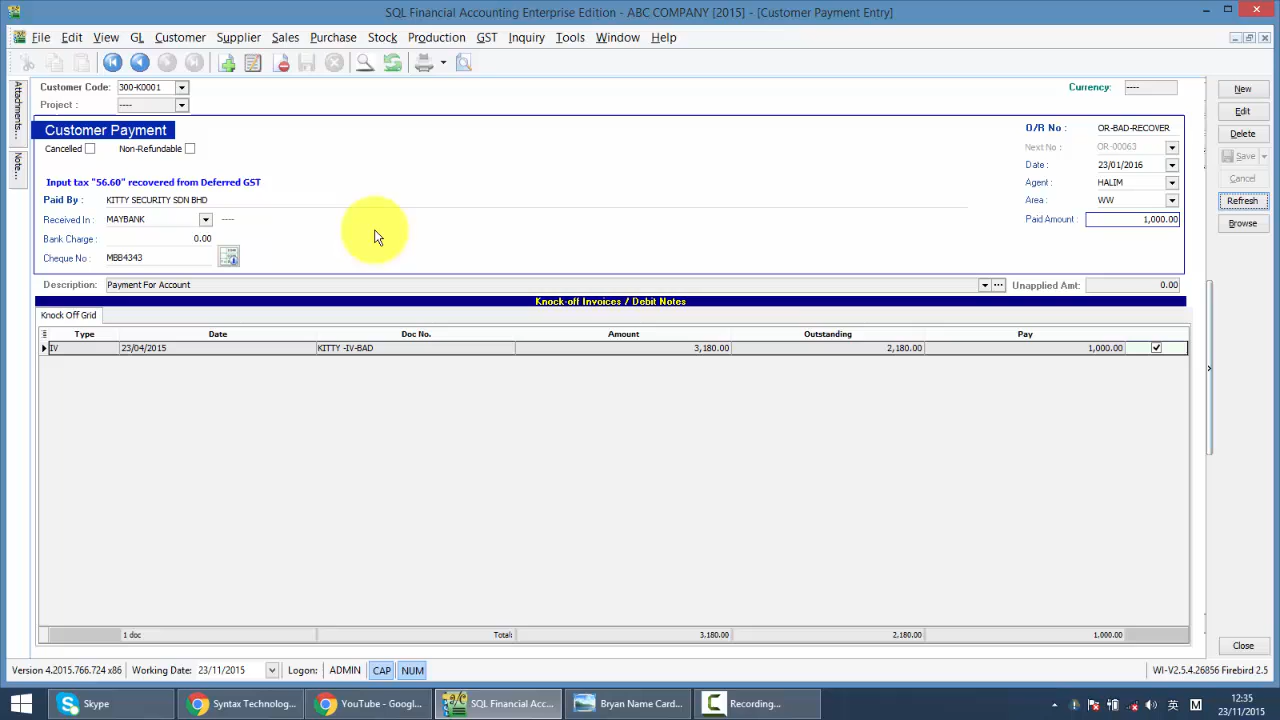 SQL Financial Accounting Enterprise Edition - ABC COMPANY [2015] - [Customer Payment Entry]
File Edit View GL Customer Supplier Sales Purchase Stock Production GST Inquiry Tools Window Help
Attachments...
Note...
Customer Code: 300-K0001
Currency: ----
Project : ----
Customer Payment
Cancelled Non-Refundable
Input tax "56.60" recovered from Deferred GST
Paid By: KITTY SECURITY SDN BHD
Received In: MAYBANK ----
Bank Charge : 0.00
Cheque No : MBB4343
O/R No : OR-BAD-RECOVER
Next No : OR-00063
Date : 23/01/2016
Agent : HALIM
Area : WW
Paid Amount : 1,000.00
Description: Payment For Account
Unapplied Amt: 0.00
Knock-off Invoices / Debit Notes
Knock Off Grid
Type Date Doc No. Amount Outstanding Pay
IV 23/04/2015 KITTY -IV-BAD 3,180.00 2,180.00 1,000.00
1 doc Total: 3,180.00 2,180.00 1,000.00
New
Edit
Delete
Save
Cancel
Refresh
Browse
Close
Version 4.2015.766.724 x86 Working Date: 23/11/2015 Logon: ADMIN CAP NUM WI-V2.5.4.26856 Firebird 2.5
Skype Syntax Technolog... YouTube - Googl... SQL Financial Acc... Bryan Name Card... Recording...
英 M
12:35
23/11/2015